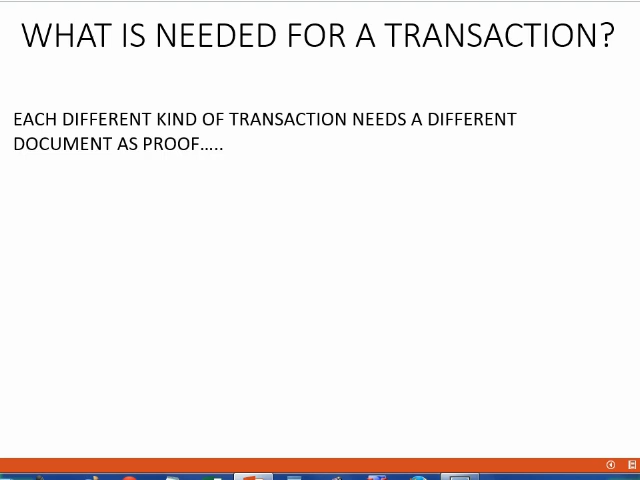 WHAT IS NEEDED FOR A TRANSACTION?
EACH DIFFERENT KIND OF TRANSACTION NEEDS A DIFFERENT
DOCUMENT AS PROOF…..